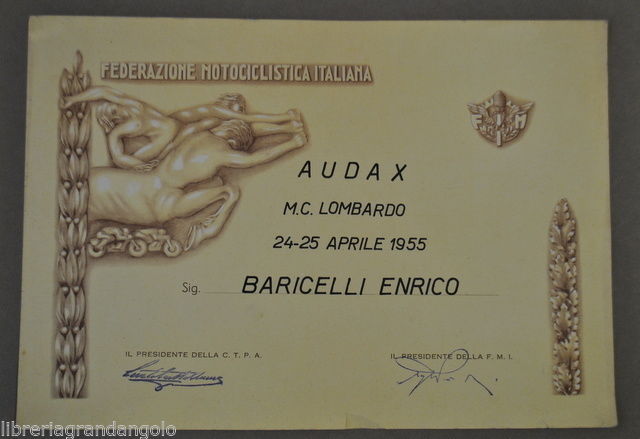 FEDERAZIONE MOTOCICLISTICA ITALIANA
F M I
AUDAX
M.C. LOMBARDO
24-25 APRILE 1955
Sig. BARICELLI ENRICO
IL PRESIDENTE DELLA C. T. P. A.
IL PRESIDENTE DELLA F. M. I.
libreriagrandangolo